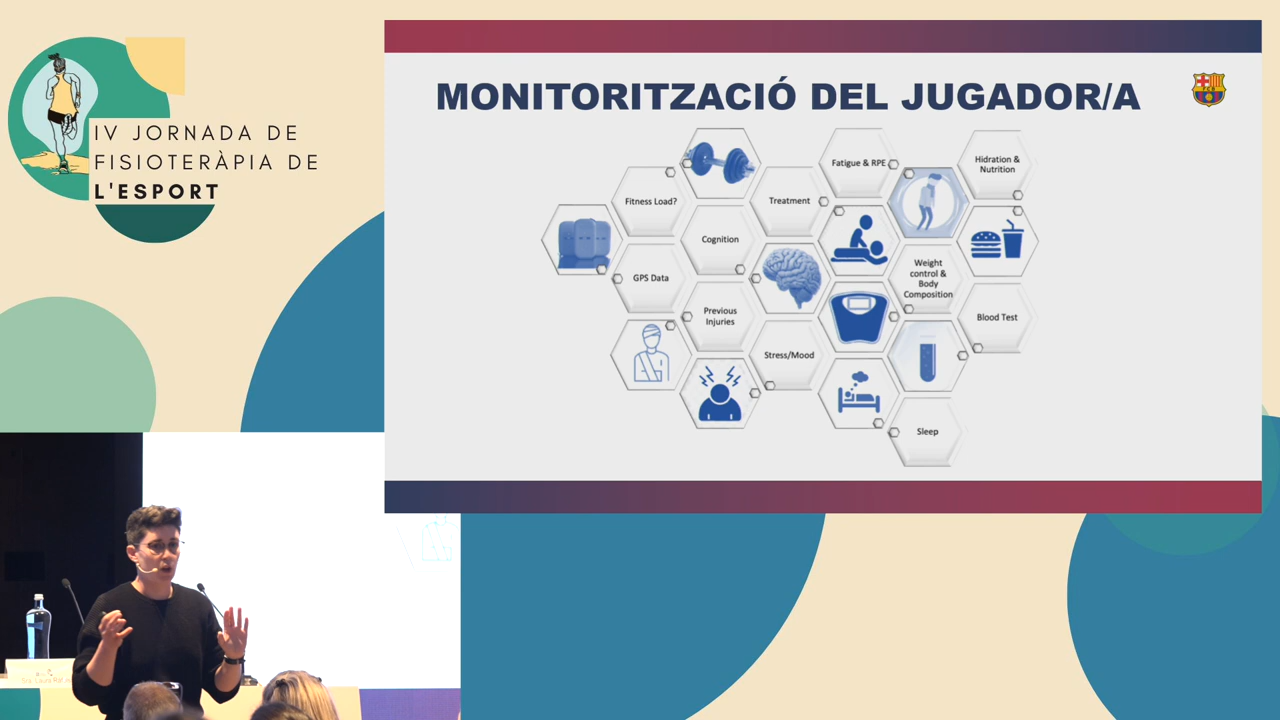 IV JORNADA DE
FISIOTERÀPIA DE
L'ESPORT
MONITORITZACIÓ DEL JUGADOR/A
Fatigue & RPE
Hidration &
Nutrition
Fitness Load?
Treatment
Cognition
GPS Data
Weight
control &
Body
Composition
Previous
Injuries
Blood Test
Stress/Mood
Sleep